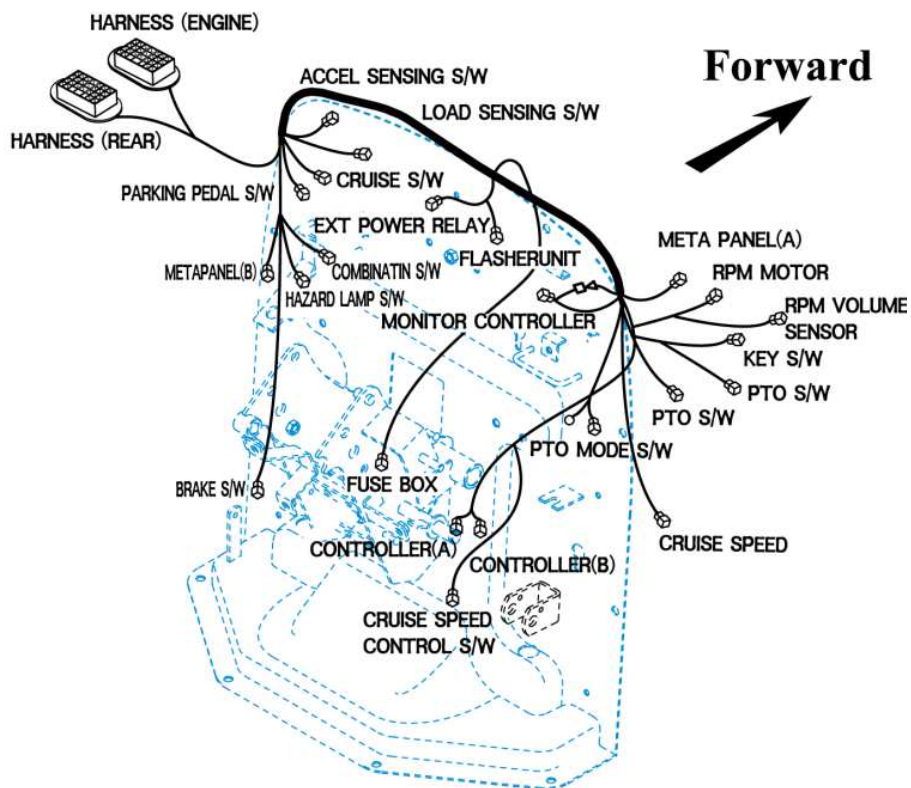 HARNESS (ENGINE)
Forward
ACCEL SENSING S/W
LOAD SENSING S/W
HARNESS (REAR)
CRUISE S/W
PARKING PEDAL S/W
EXT POWER RELAY
META PANEL(A)
FLASHERUNIT
METAPANEL(B)
COMBINATIN S/W
RPM MOTOR
HAZARD LAMP S/W
RPM VOLUME
SENSOR
MONITOR CONTROLLER
KEY S/W
PTO S/W
PTO S/W
PTO MODE S/W
BRAKE S/W
FUSE BOX
CRUISE SPEED
CONTROLLER(A)
CONTROLLER(B)
CRUISE SPEED
CONTROL S/W